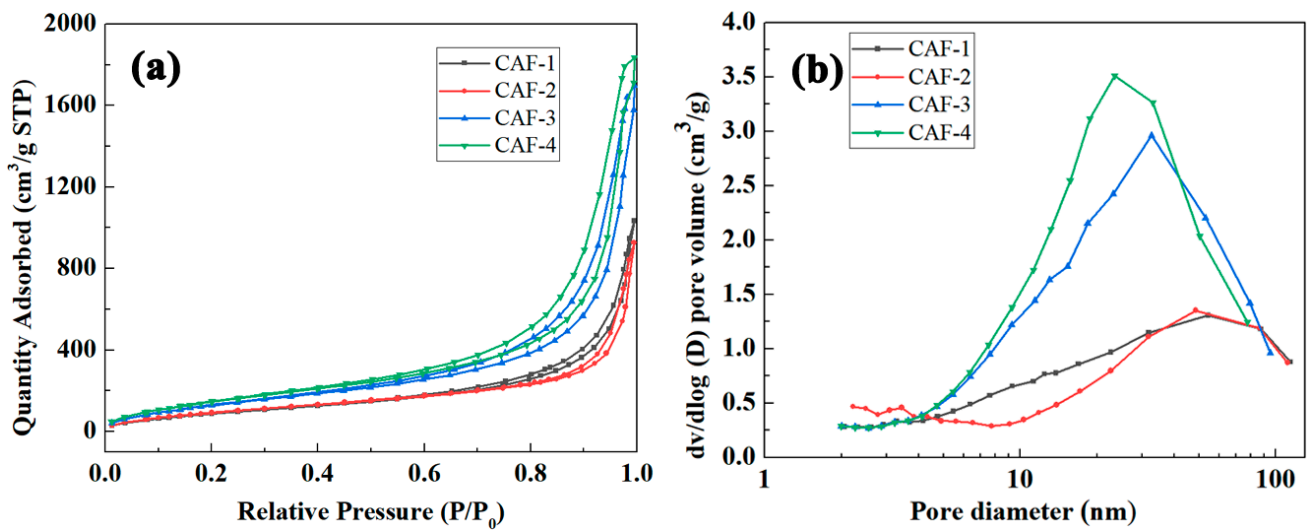 (a)
CAF-1
CAF-2
CAF-3
CAF-4
Quantity Adsorbed (cm³/g STP)
2000
1600
1200
800
400
0
0.0 0.2 0.4 0.6 0.8 1.0
Relative Pressure (P/P₀)
(b)
CAF-1
CAF-2
CAF-3
CAF-4
dv/dlog (D) pore volume (cm³/g)
4.0
3.5
3.0
2.5
2.0
1.5
1.0
0.5
0.0
1 10 100
Pore diameter (nm)